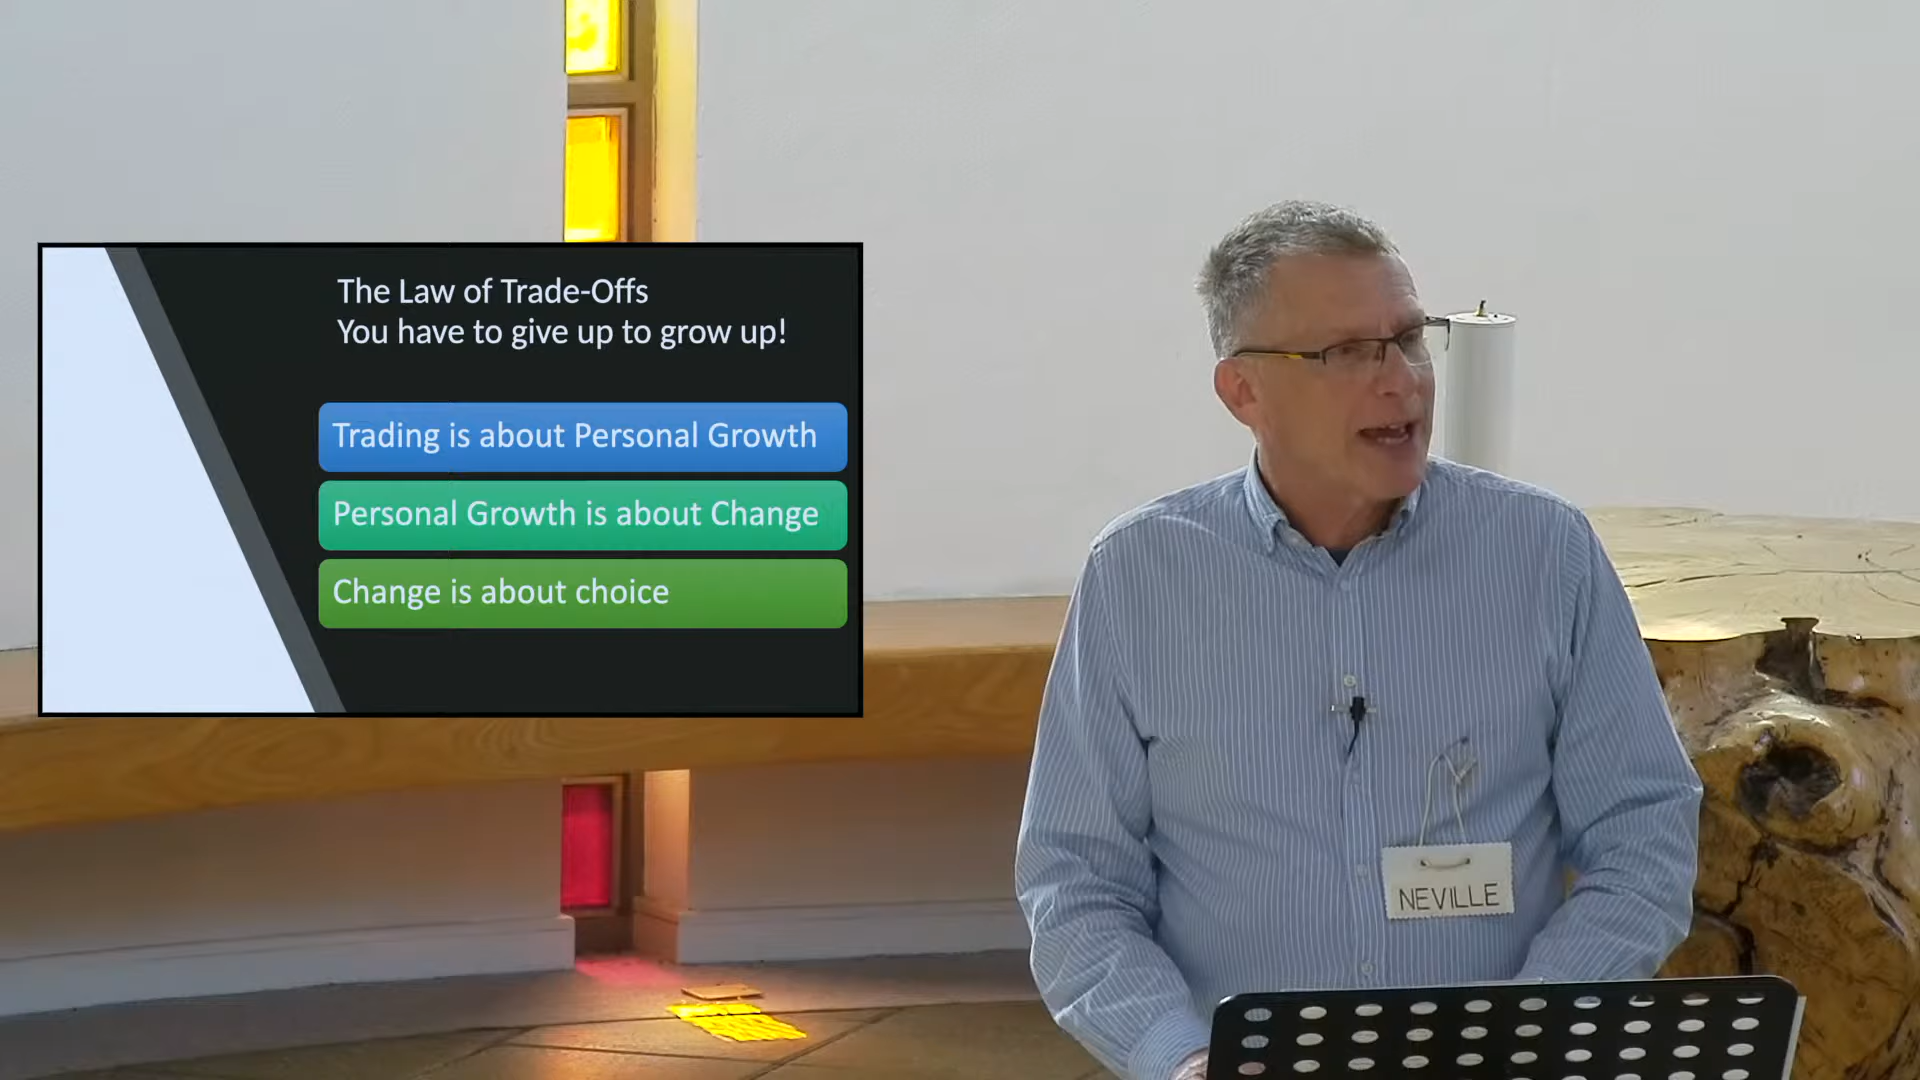 The Law of Trade-Offs
You have to give up to grow up!
Trading is about Personal Growth
Personal Growth is about Change
Change is about choice
NEVILLE